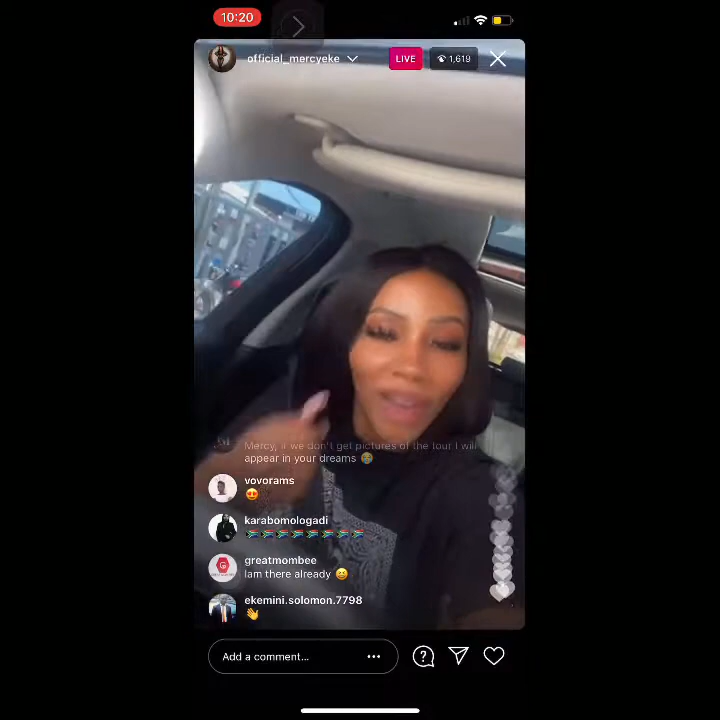 10:20
official_mercyeke
LIVE
1,619
Mercy, if we don't get pictures of the tour I will
appear in your dreams 😭
vovorams
😍
karabomologadi
🇿🇦🇿🇦🇿🇦🇿🇦🇿🇦🇿🇦🇿🇦🇿🇦
greatmombee
Iam there already 😄
ekemini.solomon.7798
👋
Add a comment...